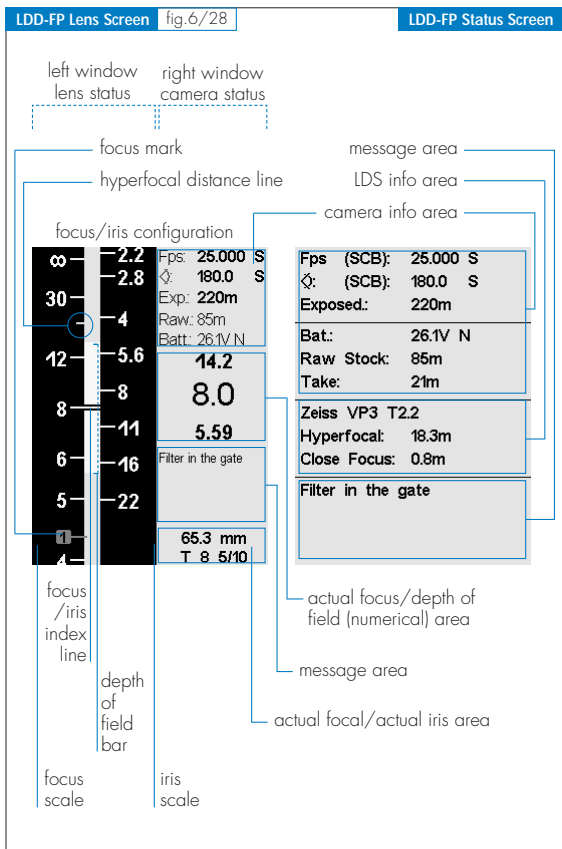 LDD-FP Lens Screen fig.6/28 LDD-FP Status Screen
left window
lens status
right window
camera status
focus mark
hyperfocal distance line
message area
LDS info area
camera info area
focus/iris configuration
∞
30
12
8
6
5
1
4
2.2
2.8
4
5.6
8
11
16
22
Fps: 25.000 S
180.0 S
Exp.: 220m
Raw.: 85m
Batt.: 26.1V N
14.2
8.0
5.59
Filter in the gate
65.3 mm
T 8 5/10
Fps (SCB): 25.000 S
(SCB): 180.0 S
Exposed.: 220m
Bat.: 26.1V N
Raw Stock: 85m
Take: 21m
Zeiss VP3 T2.2
Hyperfocal: 18.3m
Close Focus: 0.8m
Filter in the gate
focus
/iris
index
line
depth
of
field
bar
actual focus/depth of
field (numerical) area
message area
actual focal/actual iris area
focus
scale
iris
scale